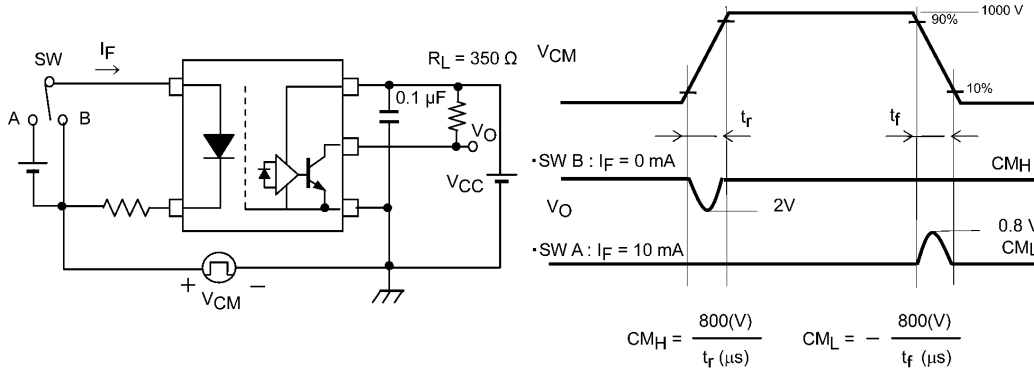 SW
I_F
A
B
R_L = 350 Ω
0.1 µF
V_O
V_CC
+ V_CM −
1000 V
90%
V_CM
10%
t_r
t_f
・SW B : I_F = 0 mA
CM_H
V_O
2V
0.8 V
・SW A : I_F = 10 mA
CM_L
CM_H = 800(V) / t_r (µs)
CM_L = − 800(V) / t_f (µs)